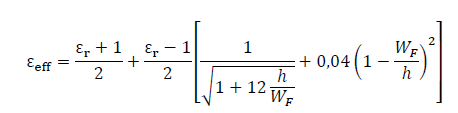 ε_eff = (ε_r + 1)/2 + (ε_r − 1)/2 [ 1/√(1 + 12 h/W_F) + 0,04 (1 − W_F/h)² ]